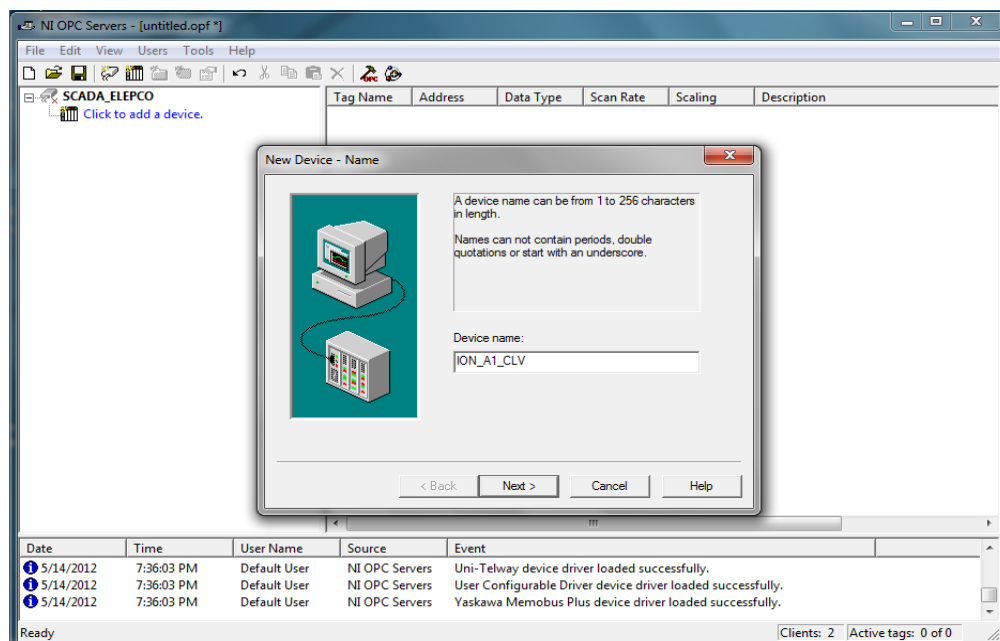 NI OPC Servers - [untitled.opf *]
File Edit View Users Tools Help
SCADA_ELEPCO
Click to add a device.
Tag Name Address Data Type Scan Rate Scaling Description
New Device - Name
A device name can be from 1 to 256 characters
in length.
Names can not contain periods, double
quotations or start with an underscore.
Device name:
ION_A1_CLV
< Back Next > Cancel Help
Date Time User Name Source Event
5/14/2012 7:36:03 PM Default User NI OPC Servers Uni-Telway device driver loaded successfully.
5/14/2012 7:36:03 PM Default User NI OPC Servers User Configurable Driver device driver loaded successfully.
5/14/2012 7:36:03 PM Default User NI OPC Servers Yaskawa Memobus Plus device driver loaded successfully.
Ready Clients: 2 Active tags: 0 of 0